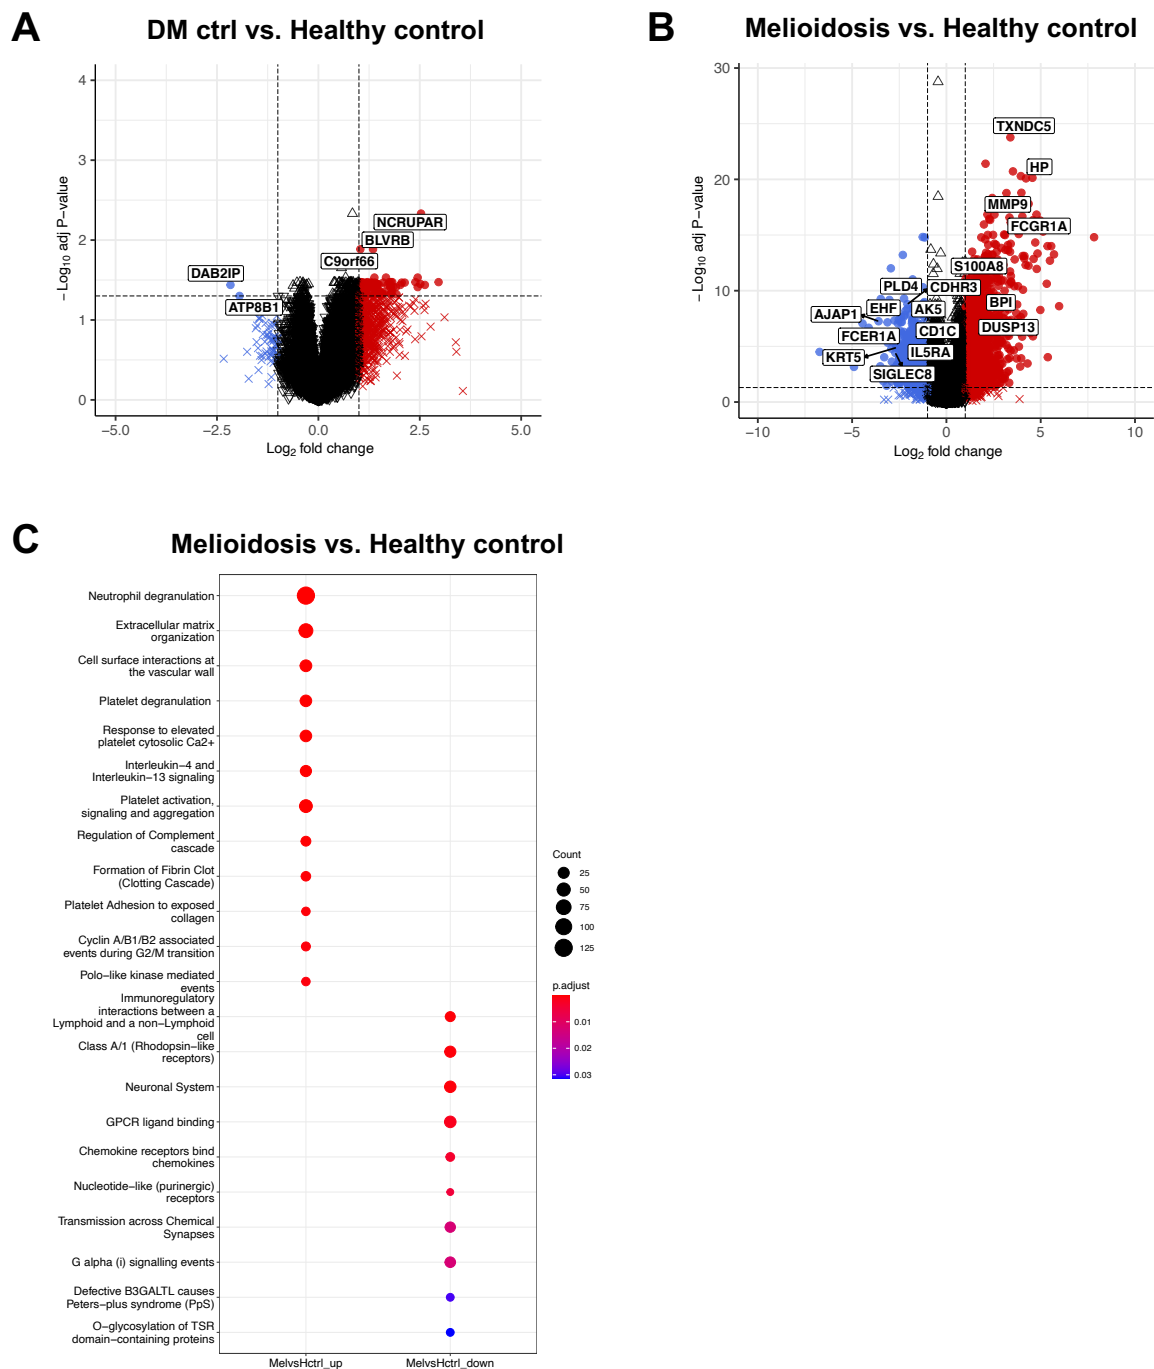 A
DM ctrl vs. Healthy control
4
3
2
1
0
−Log10 adj P−value
−5.0
−2.5
0.0
2.5
5.0
Log2 fold change
NCRUPAR
BLVRB
C9orf66
DAB2IP
ATP8B1
B
Melioidosis vs. Healthy control
30
20
10
0
−Log10 adj P−value
−10
−5
0
5
10
Log2 fold change
TXNDC5
HP
MMP9
FCGR1A
S100A8
PLD4
CDHR3
BPI
EHF
AK5
AJAP1
DUSP13
CD1C
FCER1A
IL5RA
KRT5
SIGLEC8
C
Melioidosis vs. Healthy control
Neutrophil degranulation
Extracellular matrix
organization
Cell surface interactions at
the vascular wall
Platelet degranulation
Response to elevated
platelet cytosolic Ca2+
Interleukin−4 and
Interleukin−13 signaling
Platelet activation,
signaling and aggregation
Regulation of Complement
cascade
Formation of Fibrin Clot
(Clotting Cascade)
Platelet Adhesion to exposed
collagen
Cyclin A/B1/B2 associated
events during G2/M transition
Polo−like kinase mediated
events
Immunoregulatory
interactions between a
Lymphoid and a non−Lymphoid
cell
Class A/1 (Rhodopsin−like
receptors)
Neuronal System
GPCR ligand binding
Chemokine receptors bind
chemokines
Nucleotide−like (purinergic)
receptors
Transmission across Chemical
Synapses
G alpha (i) signalling events
Defective B3GALTL causes
Peters−plus syndrome (PpS)
O−glycosylation of TSR
domain−containing proteins
MelvsHctrl_up
MelvsHctrl_down
Count
25
50
75
100
125
p.adjust
0.01
0.02
0.03